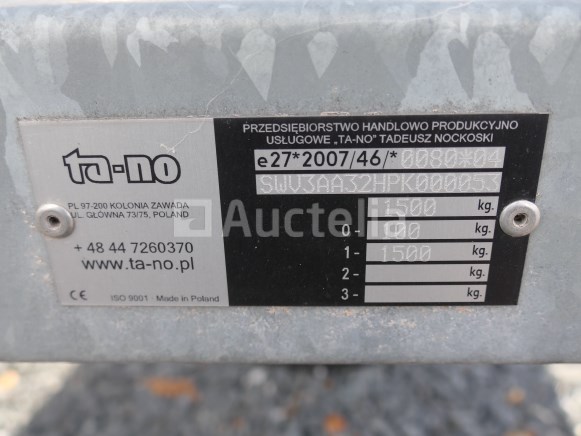 ta-no
PL 97-200 KOLONIA ZAWADA
UL. GŁÓWNA 73/75, POLAND
+ 48 44 7260370
www.ta-no.pl
CE ISO 9001 · Made in Poland
PRZEDSIĘBIORSTWO HANDLOWO PRODUKCYJNO
USŁUGOWE „TA-NO” TADEUSZ NOCKOSKI
e27*2007/46/*0080*04
1500 kg.
0- kg.
1- 1500 kg.
2- kg.
3- kg.
Auctelia